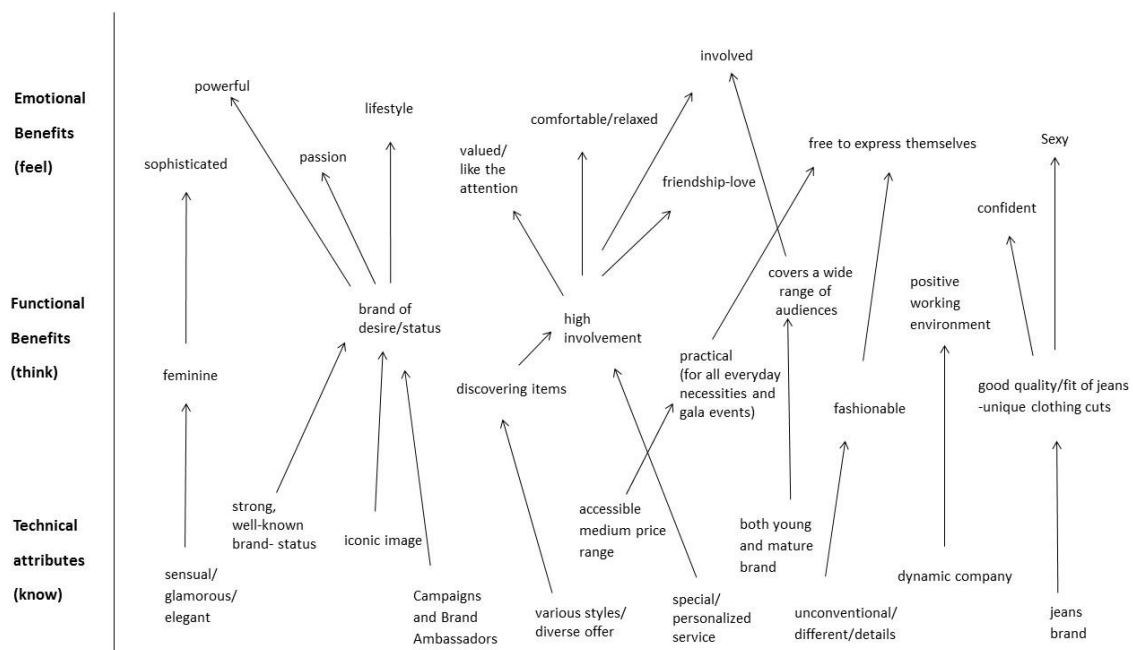 Emotional
Benefits
(feel)
powerful
lifestyle
sophisticated
passion
valued/
like the
attention
comfortable/relaxed
involved
friendship-love
free to express themselves
Sexy
confident
Functional
Benefits
(think)
feminine
brand of
desire/status
discovering items
high
involvement
practical
(for all everyday
necessities and
gala events)
covers a wide
range of
audiences
fashionable
positive
working
environment
good quality/fit of jeans
-unique clothing cuts
Technical
attributes
(know)
sensual/
glamorous/
elegant
strong,
well-known
brand- status
iconic image
Campaigns
and Brand
Ambassadors
various styles/
diverse offer
accessible
medium price
range
special/
personalized
service
both young
and mature
brand
unconventional/
different/details
dynamic company
jeans
brand